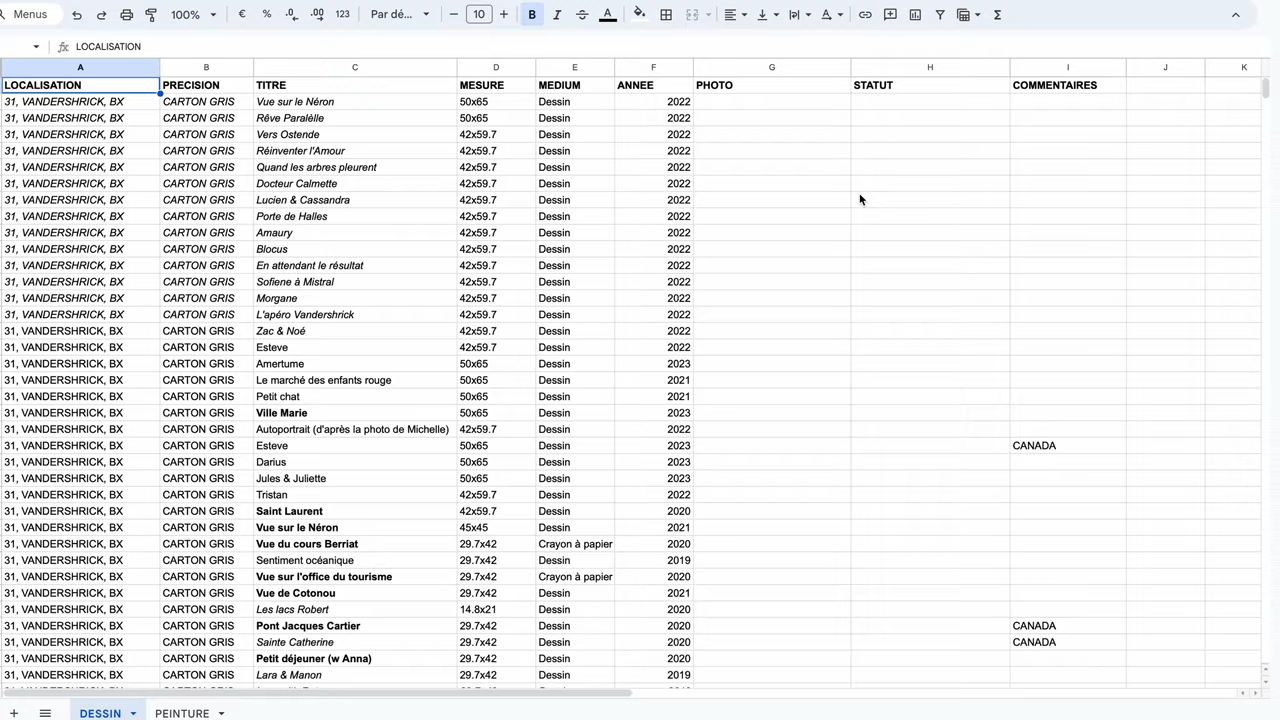 Menus 100% € % .0 .00 123 Par dé... − 10 + B I S A Σ
LOCALISATION
A B C D E F G H I J K
LOCALISATION PRECISION TITRE MESURE MEDIUM ANNEE PHOTO STATUT COMMENTAIRES
31, VANDERSHRICK, BX CARTON GRIS Vue sur le Néron 50x65 Dessin 2022
31, VANDERSHRICK, BX CARTON GRIS Rêve Paralèlle 50x65 Dessin 2022
31, VANDERSHRICK, BX CARTON GRIS Vers Ostende 42x59.7 Dessin 2022
31, VANDERSHRICK, BX CARTON GRIS Réinventer l'Amour 42x59.7 Dessin 2022
31, VANDERSHRICK, BX CARTON GRIS Quand les arbres pleurent 42x59.7 Dessin 2022
31, VANDERSHRICK, BX CARTON GRIS Docteur Calmette 42x59.7 Dessin 2022
31, VANDERSHRICK, BX CARTON GRIS Lucien & Cassandra 42x59.7 Dessin 2022
31, VANDERSHRICK, BX CARTON GRIS Porte de Halles 42x59.7 Dessin 2022
31, VANDERSHRICK, BX CARTON GRIS Amaury 42x59.7 Dessin 2022
31, VANDERSHRICK, BX CARTON GRIS Blocus 42x59.7 Dessin 2022
31, VANDERSHRICK, BX CARTON GRIS En attendant le résultat 42x59.7 Dessin 2022
31, VANDERSHRICK, BX CARTON GRIS Sofiene à Mistral 42x59.7 Dessin 2022
31, VANDERSHRICK, BX CARTON GRIS Morgane 42x59.7 Dessin 2022
31, VANDERSHRICK, BX CARTON GRIS L'apéro Vandershrick 42x59.7 Dessin 2022
31, VANDERSHRICK, BX CARTON GRIS Zac & Noé 42x59.7 Dessin 2022
31, VANDERSHRICK, BX CARTON GRIS Esteve 42x59.7 Dessin 2022
31, VANDERSHRICK, BX CARTON GRIS Amertume 50x65 Dessin 2023
31, VANDERSHRICK, BX CARTON GRIS Le marché des enfants rouge 50x65 Dessin 2021
31, VANDERSHRICK, BX CARTON GRIS Petit chat 50x65 Dessin 2021
31, VANDERSHRICK, BX CARTON GRIS Ville Marie 50x65 Dessin 2023
31, VANDERSHRICK, BX CARTON GRIS Autoportrait (d'après la photo de Michelle) 42x59.7 Dessin 2022
31, VANDERSHRICK, BX CARTON GRIS Esteve 50x65 Dessin 2023 CANADA
31, VANDERSHRICK, BX CARTON GRIS Darius 50x65 Dessin 2023
31, VANDERSHRICK, BX CARTON GRIS Jules & Juliette 50x65 Dessin 2023
31, VANDERSHRICK, BX CARTON GRIS Tristan 42x59.7 Dessin 2022
31, VANDERSHRICK, BX CARTON GRIS Saint Laurent 42x59.7 Dessin 2020
31, VANDERSHRICK, BX CARTON GRIS Vue sur le Néron 45x45 Dessin 2021
31, VANDERSHRICK, BX CARTON GRIS Vue du cours Berriat 29.7x42 Crayon à papier 2020
31, VANDERSHRICK, BX CARTON GRIS Sentiment océanique 29.7x42 Dessin 2019
31, VANDERSHRICK, BX CARTON GRIS Vue sur l'office du tourisme 29.7x42 Crayon à papier 2020
31, VANDERSHRICK, BX CARTON GRIS Vue de Cotonou 29.7x42 Dessin 2021
31, VANDERSHRICK, BX CARTON GRIS Les lacs Robert 14.8x21 Dessin 2020
31, VANDERSHRICK, BX CARTON GRIS Pont Jacques Cartier 29.7x42 Dessin 2020 CANADA
31, VANDERSHRICK, BX CARTON GRIS Sainte Catherine 29.7x42 Dessin 2020 CANADA
31, VANDERSHRICK, BX CARTON GRIS Petit déjeuner (w Anna) 29.7x42 Dessin 2020
31, VANDERSHRICK, BX CARTON GRIS Lara & Manon 29.7x42 Dessin 2019
DESSIN PEINTURE